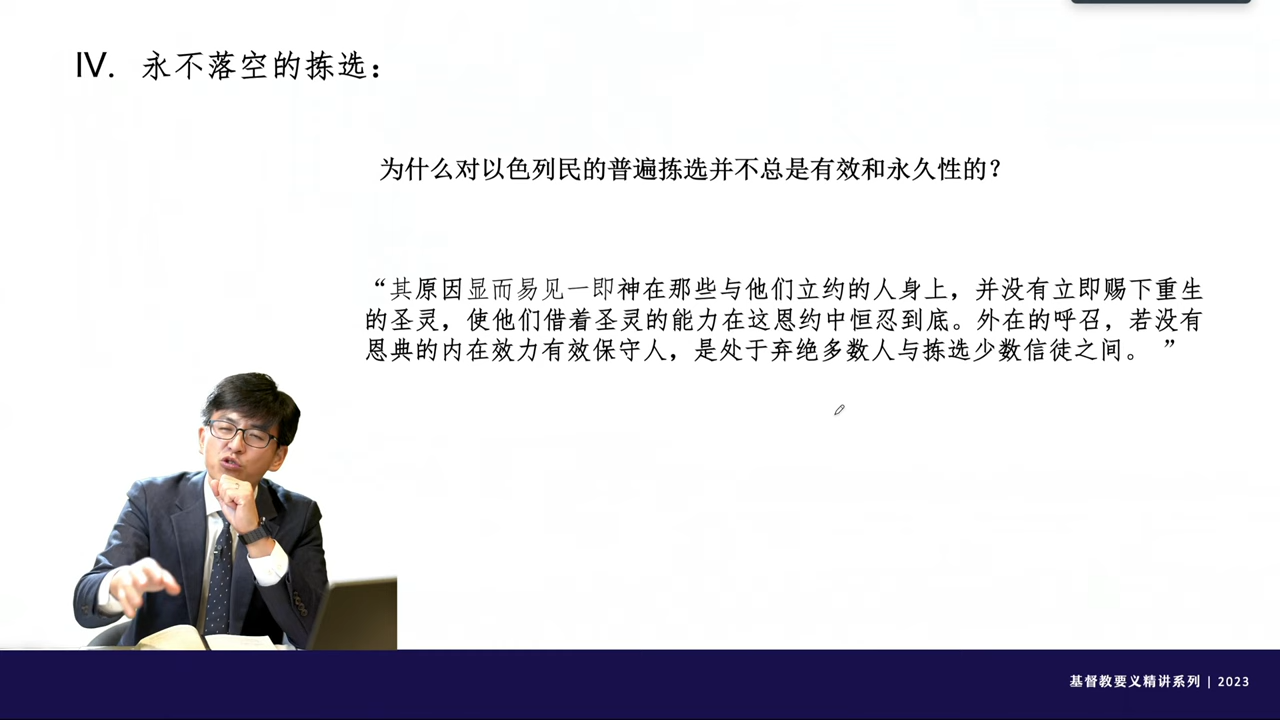 IV. 永不落空的拣选：
为什么对以色列民的普遍拣选并不总是有效和永久性的？
“其原因显而易见一即神在那些与他们立约的人身上，并没有立即赐下重生
的圣灵，使他们借着圣灵的能力在这恩约中恒忍到底。外在的呼召，若没有
恩典的内在效力有效保守人，是处于弃绝多数人与拣选少数信徒之间。 ”
基督教要义精讲系列 | 2023